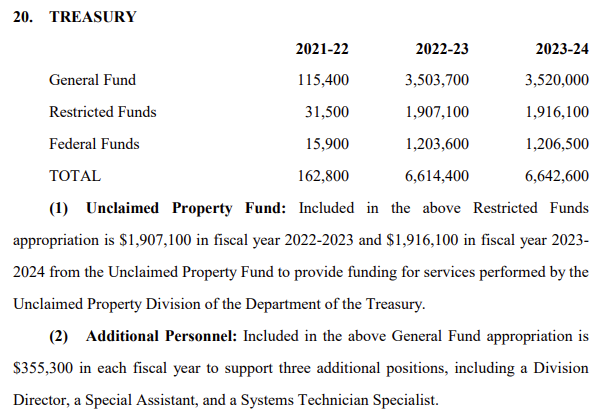 20. TREASURY
2021-22 2022-23 2023-24
General Fund 115,400 3,503,700 3,520,000
Restricted Funds 31,500 1,907,100 1,916,100
Federal Funds 15,900 1,203,600 1,206,500
TOTAL 162,800 6,614,400 6,642,600
(1) Unclaimed Property Fund: Included in the above Restricted Funds
appropriation is $1,907,100 in fiscal year 2022-2023 and $1,916,100 in fiscal year 2023-
2024 from the Unclaimed Property Fund to provide funding for services performed by the
Unclaimed Property Division of the Department of the Treasury.
(2) Additional Personnel: Included in the above General Fund appropriation is
$355,300 in each fiscal year to support three additional positions, including a Division
Director, a Special Assistant, and a Systems Technician Specialist.